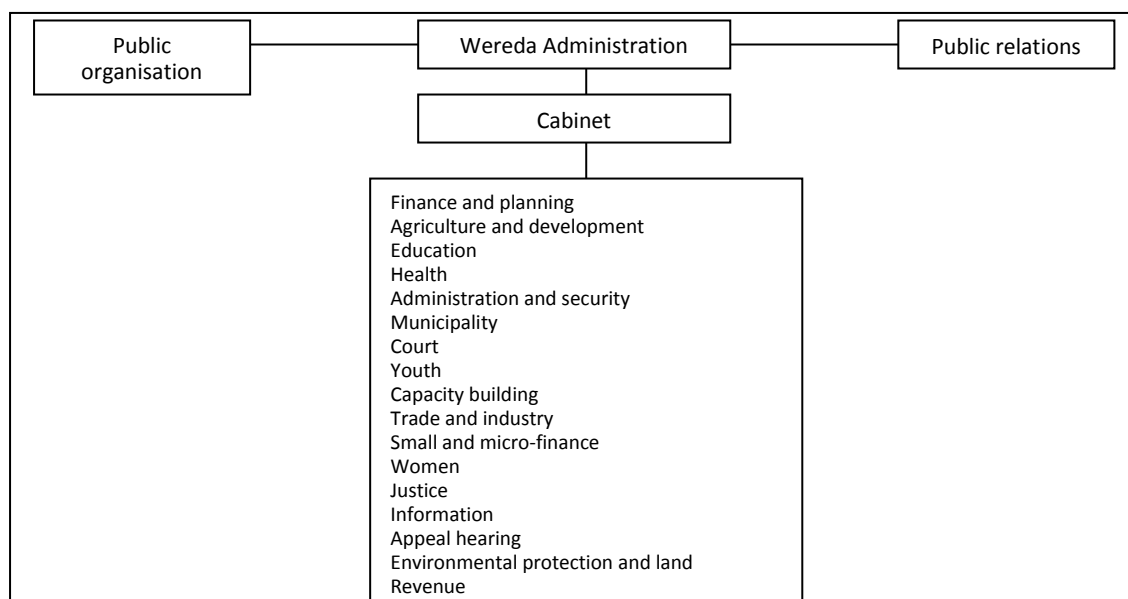 Public
organisation
Wereda Administration
Public relations
Cabinet
Finance and planning
Agriculture and development
Education
Health
Administration and security
Municipality
Court
Youth
Capacity building
Trade and industry
Small and micro-finance
Women
Justice
Information
Appeal hearing
Environmental protection and land
Revenue